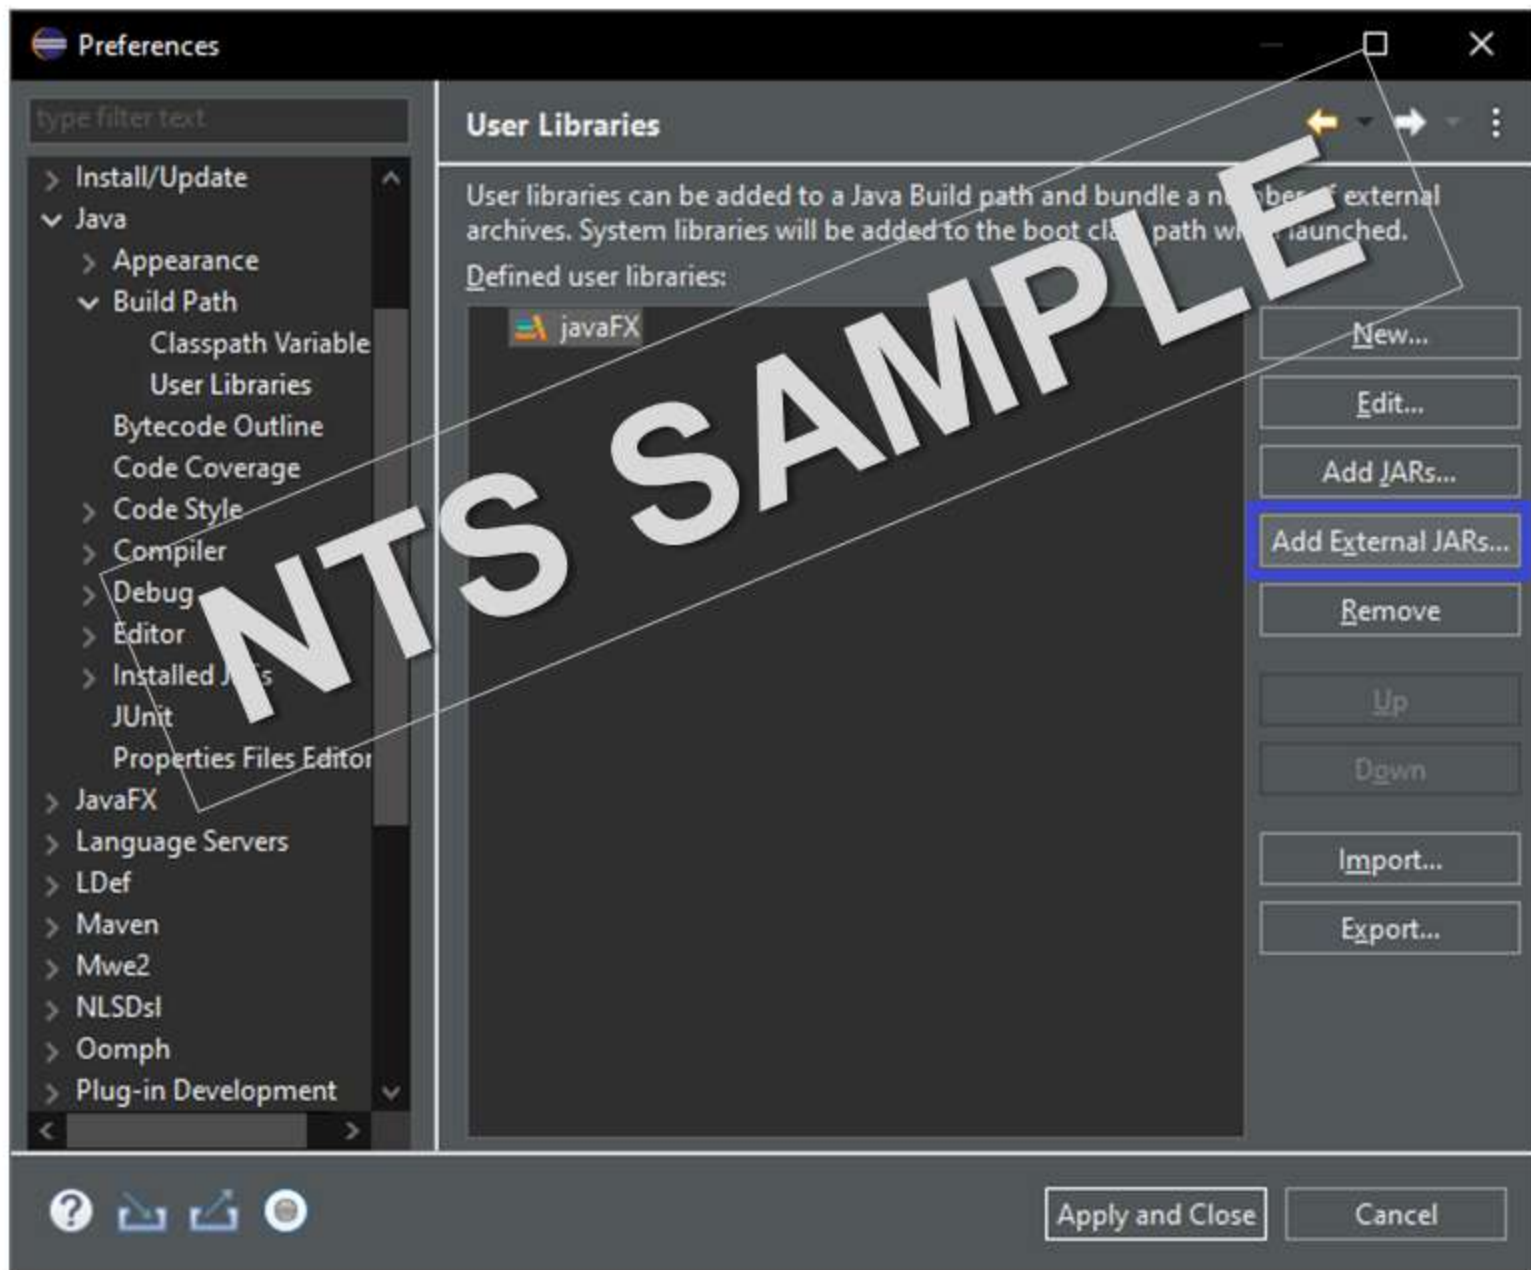 Preferences
type filter text
Install/Update
Java
Appearance
Build Path
Classpath Variable
User Libraries
Bytecode Outline
Code Coverage
Code Style
Compiler
Debug
Editor
Installed
JUnit
Properties Files Editor
JavaFX
Language Servers
LDef
Maven
Mwe2
NLSDsl
Oomph
Plug-in Development
User Libraries
User libraries can be added to a Java Build path and bundle a of external
archives. System libraries will be added to the boot path launched.
Defined user libraries:
javaFX
New...
Edit...
Add JARs...
Add External JARs...
Remove
Up
Down
Import...
Export...
NTS SAMPLE
Apply and Close
Cancel